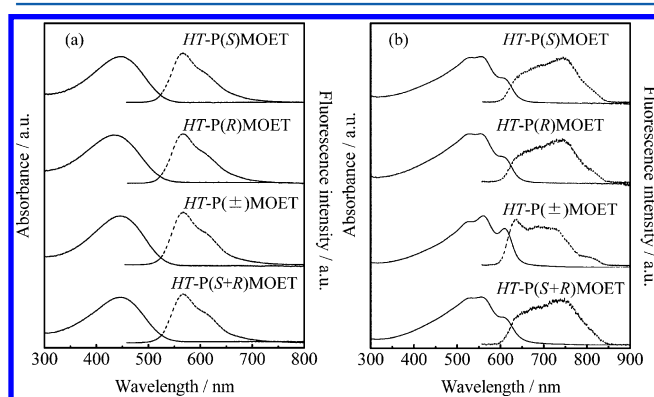 (a)
HT-P(S)MOET
HT-P(R)MOET
HT-P(±)MOET
HT-P(S+R)MOET
Absorbance / a.u.
Fluorescence intensity / a.u.
300 400 500 600 700 800
Wavelength / nm
(b)
HT-P(S)MOET
HT-P(R)MOET
HT-P(±)MOET
HT-P(S+R)MOET
Absorbance / a.u.
Fluorescence intensity / a.u.
300 400 500 600 700 800 900
Wavelength / nm